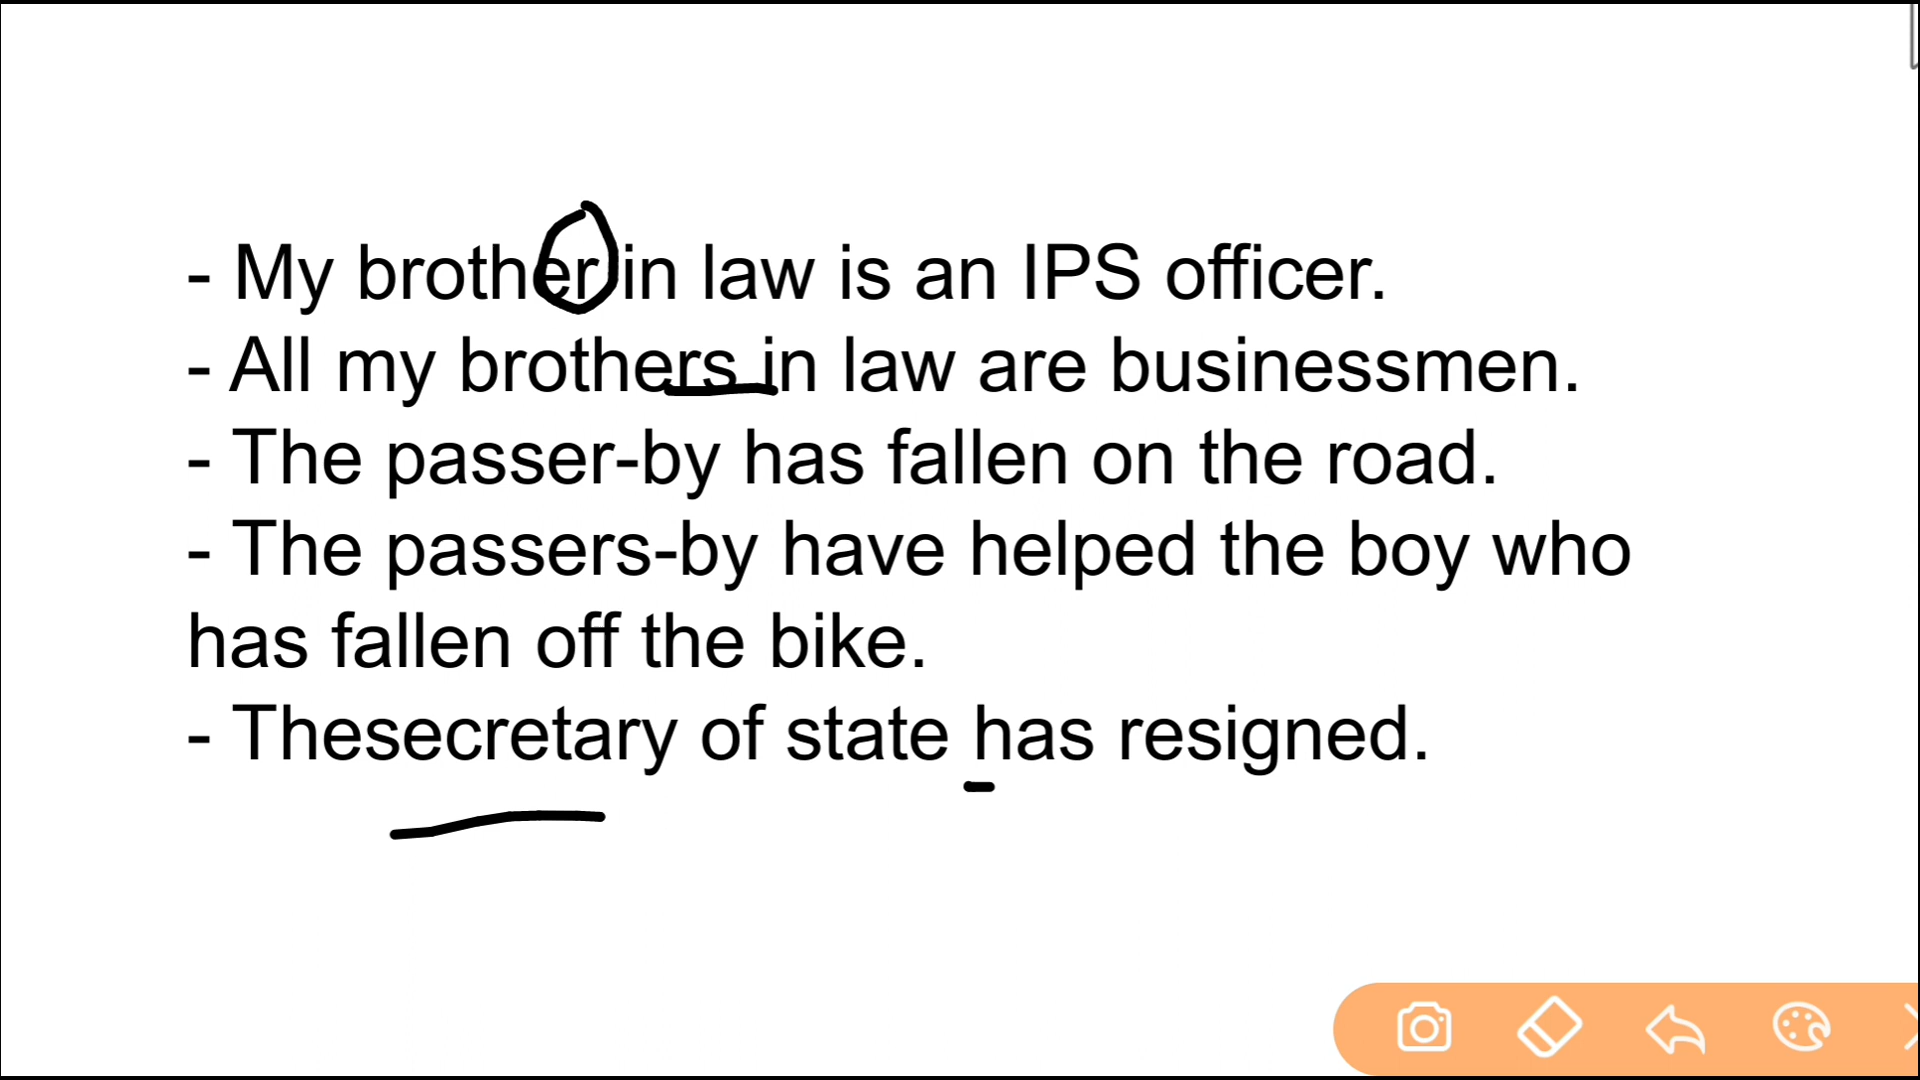 - My brother in law is an IPS officer.
- All my brothers in law are businessmen.
- The passer-by has fallen on the road.
- The passers-by have helped the boy who
has fallen off the bike.
- Thesecretary of state has resigned.